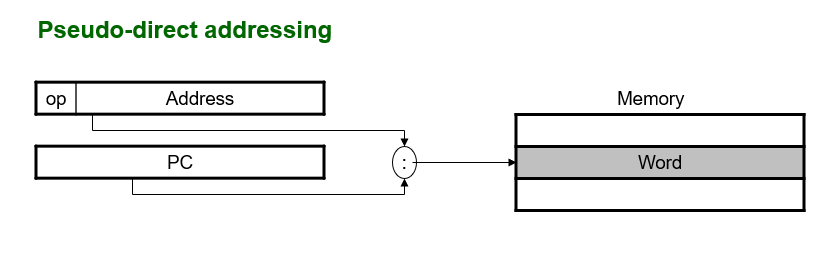 Pseudo-direct addressing
op Address
Memory
PC
:
Word